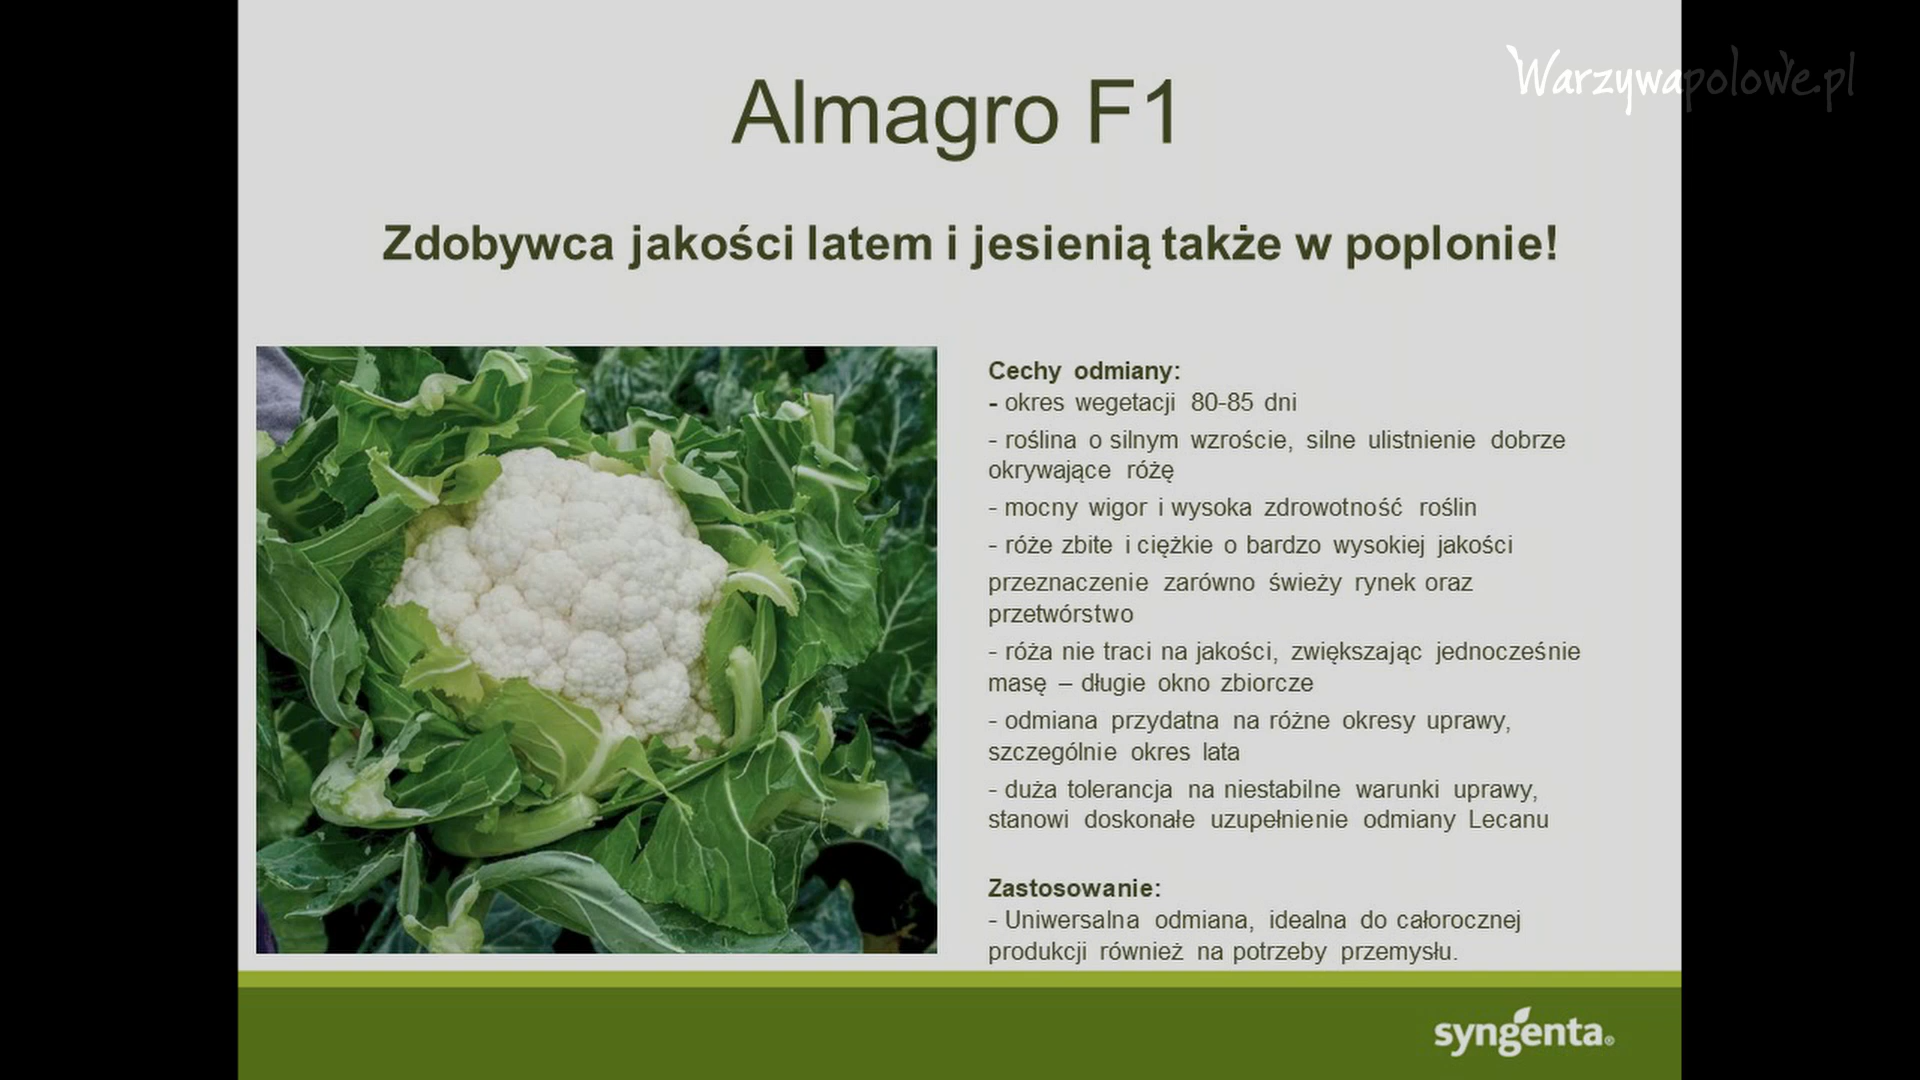 Warzywapolowe.pl
Almagro F1
Zdobywca jakości latem i jesienią także w poplonie!
Cechy odmiany:
- okres wegetacji 80-85 dni
- roślina o silnym wzroście, silne ulistnienie dobrze
okrywające różę
- mocny wigor i wysoka zdrowotność roślin
- róże zbite i ciężkie o bardzo wysokiej jakości
przeznaczenie zarówno świeży rynek oraz
przetwórstwo
- róża nie traci na jakości, zwiększając jednocześnie
masę – długie okno zbiorcze
- odmiana przydatna na różne okresy uprawy,
szczególnie okres lata
- duża tolerancja na niestabilne warunki uprawy,
stanowi doskonałe uzupełnienie odmiany Lecanu
Zastosowanie:
- Uniwersalna odmiana, idealna do całorocznej
produkcji również na potrzeby przemysłu.
syngenta®